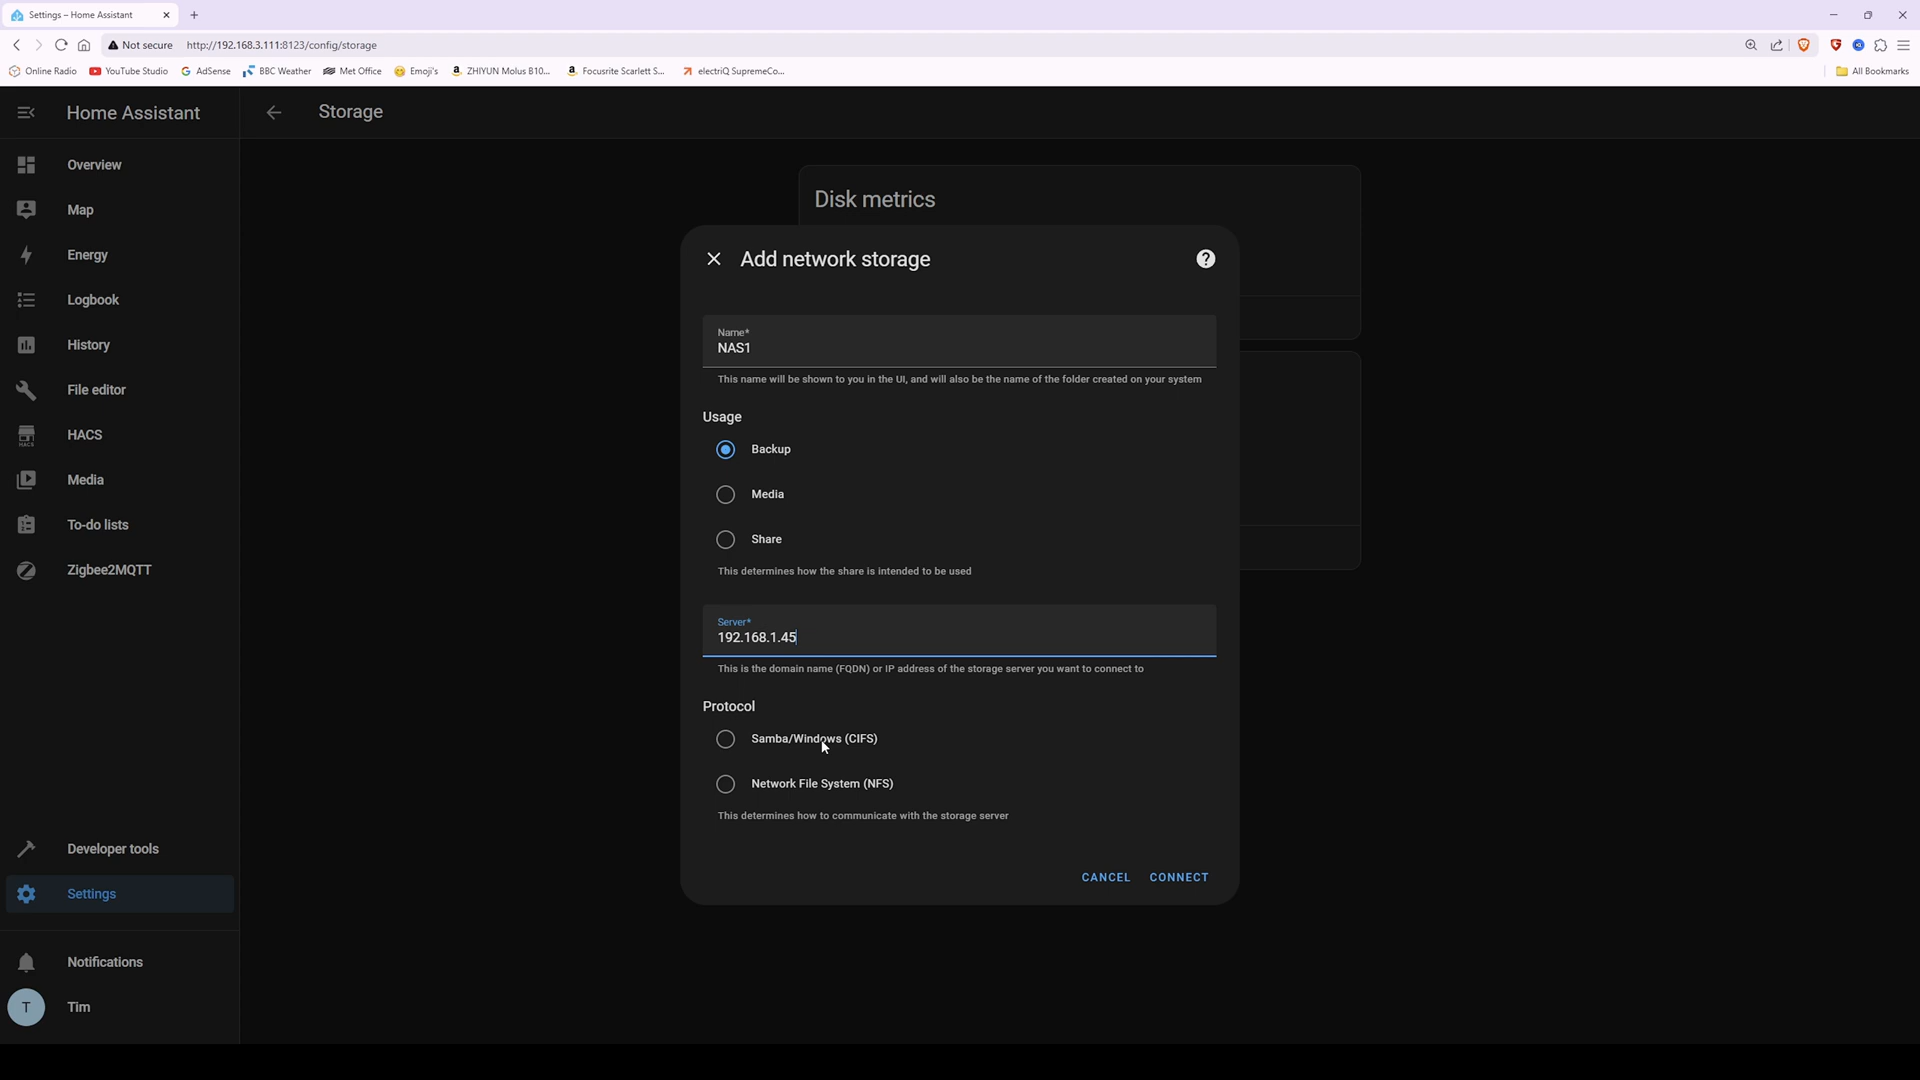 Settings – Home Assistant
Not secure
http://192.168.3.111:8123/config/storage
Online Radio
YouTube Studio
AdSense
BBC Weather
Met Office
Emoji's
ZHIYUN Molus B10...
Focusrite Scarlett S...
electriQ SupremeCo...
All Bookmarks
Home Assistant
Storage
Overview
Map
Energy
Logbook
History
File editor
HACS
HACS
Media
To-do lists
Zigbee2MQTT
Developer tools
Settings
Notifications
T
Tim
Disk metrics
Add network storage
Name*
NAS1
This name will be shown to you in the UI, and will also be the name of the folder created on your system
Usage
Backup
Media
Share
This determines how the share is intended to be used
Server*
192.168.1.45
This is the domain name (FQDN) or IP address of the storage server you want to connect to
Protocol
Samba/Windows (CIFS)
Network File System (NFS)
This determines how to communicate with the storage server
CANCEL
CONNECT